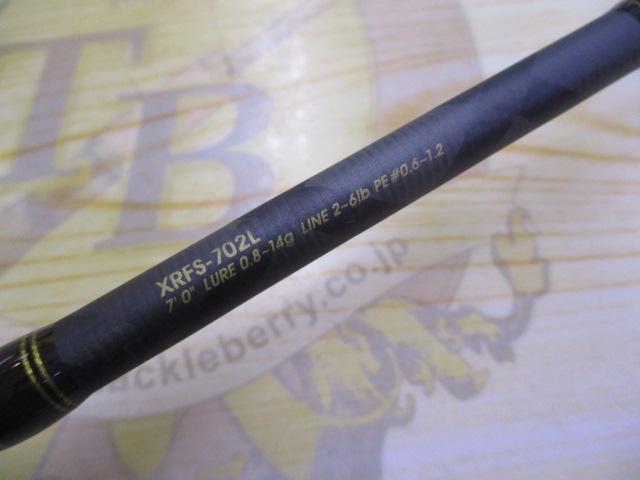 TB
XRFS-702L
7'0" LURE 0.8-14g LINE 2-6lb PE#0.6-1.2
ackleberry.co.jp